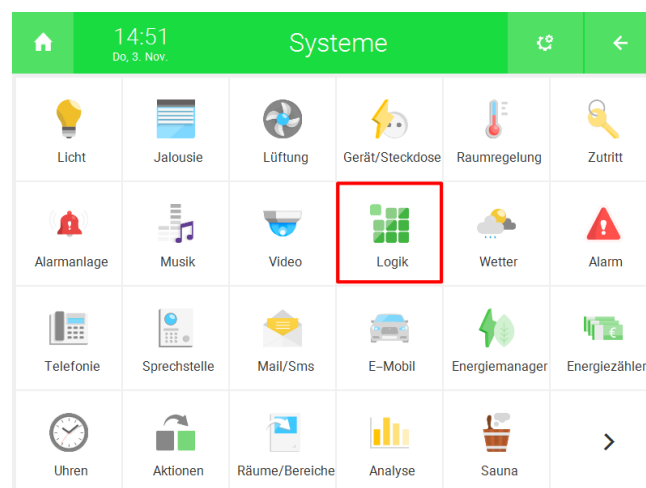 14:51
Do, 3. Nov.
Systeme
Licht
Jalousie
Lüftung
Gerät/Steckdose
Raumregelung
Zutritt
Alarmanlage
Musik
Video
Logik
Wetter
Alarm
Telefonie
Sprechstelle
Mail/Sms
E–Mobil
Energiemanager
Energiezähler
Uhren
Aktionen
Räume/Bereiche
Analyse
Sauna